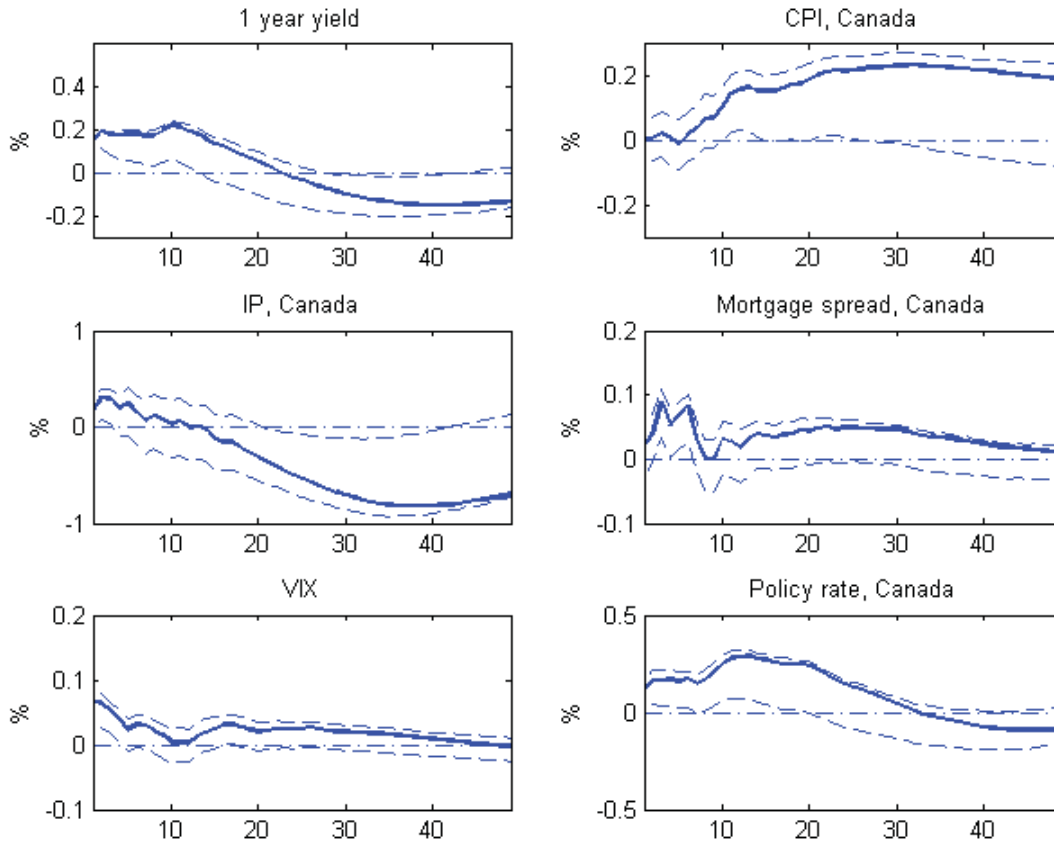 1 year yield
CPI, Canada
%
0.4
0.2
0
-0.2
10 20 30 40
%
0.2
0
-0.2
10 20 30 40
IP, Canada
Mortgage spread, Canada
%
1
0
-1
10 20 30 40
%
0.2
0.1
0
-0.1
10 20 30 40
VIX
Policy rate, Canada
%
0.2
0.1
0
-0.1
10 20 30 40
%
0.5
0
-0.5
10 20 30 40